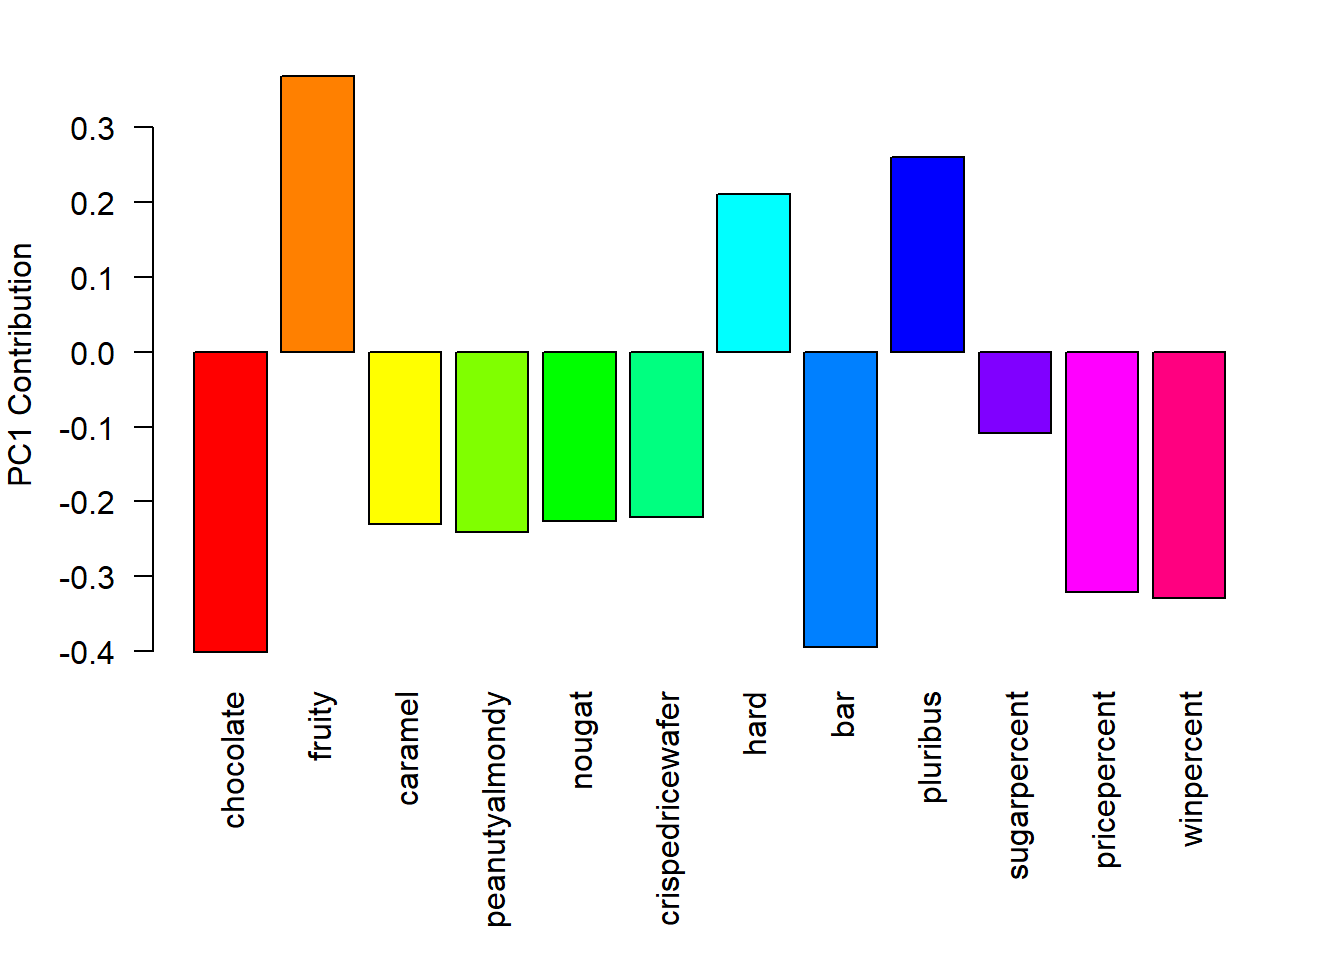 PC1 Contribution
0.3
0.2
0.1
0.0
-0.1
-0.2
-0.3
-0.4
chocolate
fruity
caramel
peanutyalmondy
nougat
crispedricewafer
hard
bar
pluribus
sugarpercent
pricepercent
winpercent